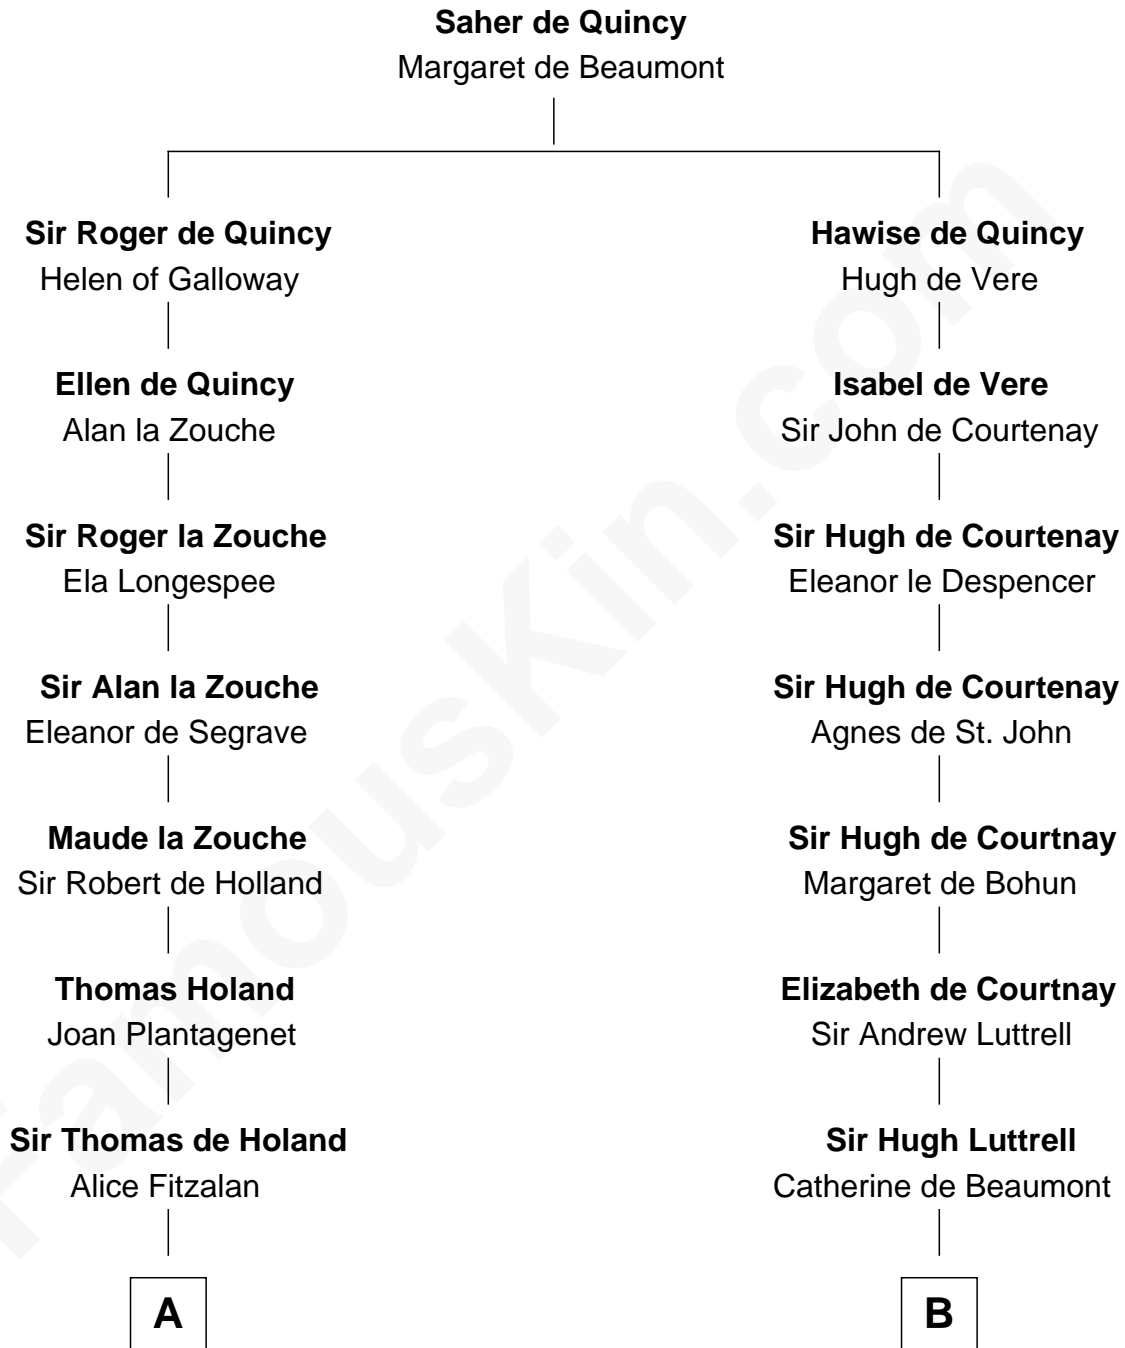 Saher de Quincy
Margaret de Beaumont
Sir Roger de Quincy
Helen of Galloway
Hawise de Quincy
Hugh de Vere
Ellen de Quincy
Alan la Zouche
Isabel de Vere
Sir John de Courtenay
Sir Roger la Zouche
Ela Longespee
Sir Hugh de Courtenay
Eleanor le Despencer
Sir Alan la Zouche
Eleanor de Segrave
Sir Hugh de Courtenay
Agnes de St. John
Maude la Zouche
Sir Robert de Holland
Sir Hugh de Courtnay
Margaret de Bohun
Thomas Holand
Joan Plantagenet
Elizabeth de Courtnay
Sir Andrew Luttrell
Sir Thomas de Holand
Alice Fitzalan
Sir Hugh Luttrell
Catherine de Beaumont
A
B
FamousKin.com